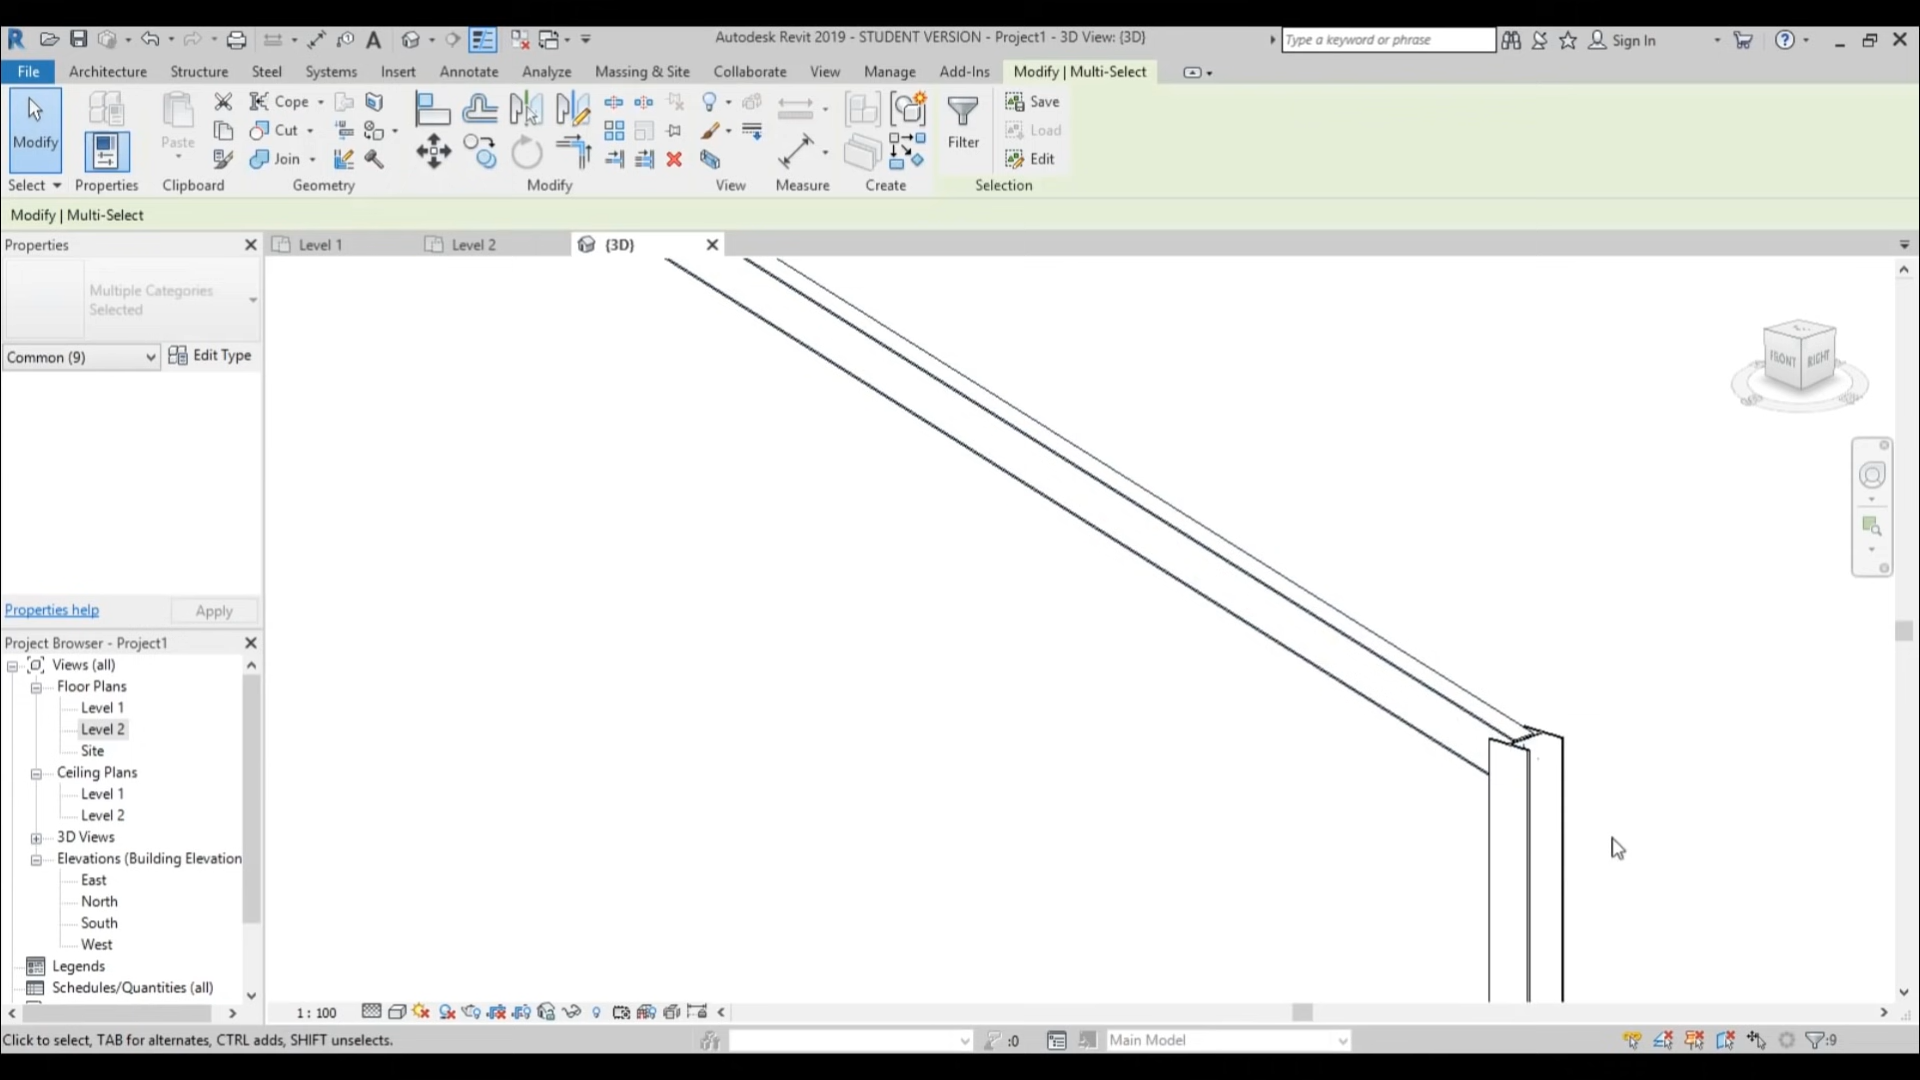 Autodesk Revit 2019 - STUDENT VERSION - Project1 - 3D View: {3D}
Type a keyword or phrase
Sign In
File Architecture Structure Steel Systems Insert Annotate Analyze Massing & Site Collaborate View Manage Add-Ins Modify | Multi-Select
Modify
Paste
Cope
Cut
Join
Filter
Save
Load
Edit
Select Properties Clipboard Geometry Modify View Measure Create Selection
Modify | Multi-Select
Properties
Level 1
Level 2
{3D}
Multiple Categories
Selected
Common (9)
Edit Type
FRONT RIGHT
Properties help
Apply
Project Browser - Project1
Views (all)
Floor Plans
Level 1
Level 2
Site
Ceiling Plans
Level 1
Level 2
3D Views
Elevations (Building Elevation
East
North
South
West
Legends
Schedules/Quantities (all)
1 : 100
Click to select, TAB for alternates, CTRL adds, SHIFT unselects.
:0
Main Model
:9